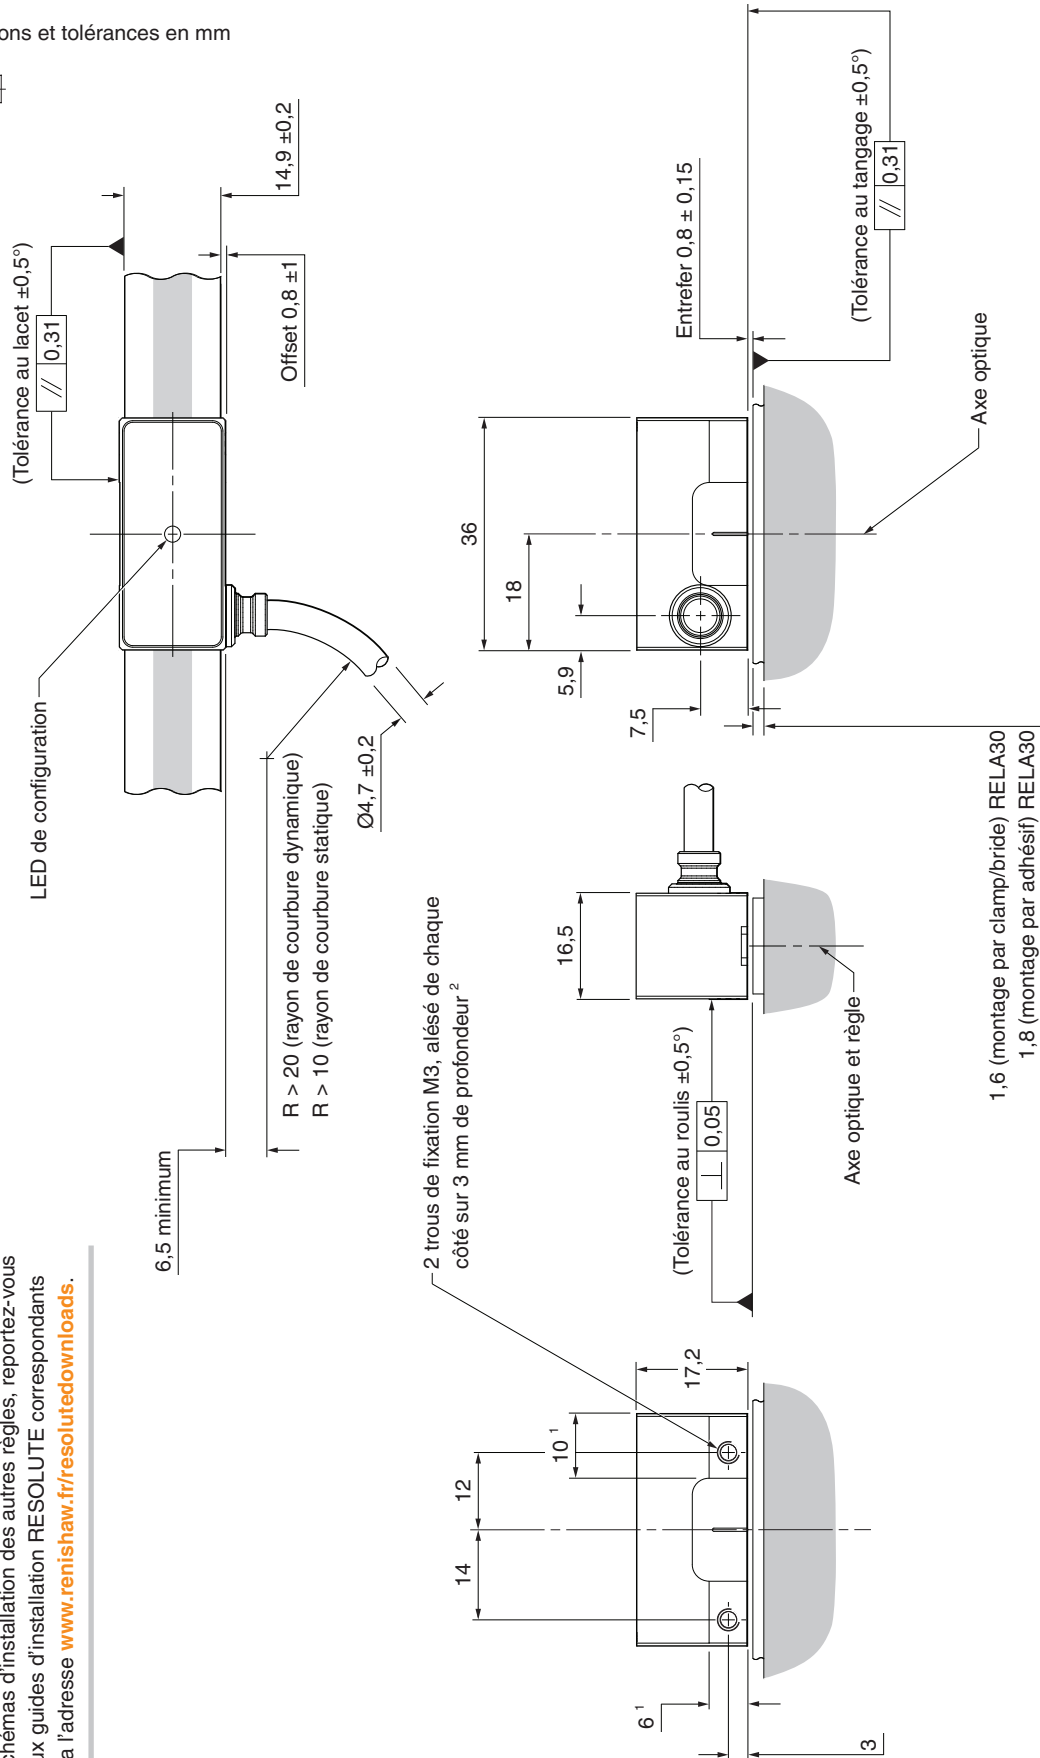 ons et tolérances en mm
(Tolérance au lacet ±0,5°)
// 0,31
14,9 ±0,2
Offset 0,8 ±1
LED de configuration
6,5 minimum
R > 20 (rayon de courbure dynamique)
R > 10 (rayon de courbure statique)
Ø4,7 ±0,2
chémas d'installation des autres règles, reportez-vous
ux guides d'installation RESOLUTE correspondants
a l'adresse www.renishaw.fr/resolutedownloads.
(Tolérance au tangage ±0,5°)
// 0,31
Entrefer 0,8 ± 0,15
Axe optique
36
18
5,9
7,5
1,6 (montage par clamp/bride) RELA30
1,8 (montage par adhésif) RELA30
16,5
(Tolérance au roulis ±0,5°)
⊥ 0,05
Axe optique et règle
2 trous de fixation M3, alésé de chaque
côté sur 3 mm de profondeur 2
17,2
10 1
12
14
6 1
3